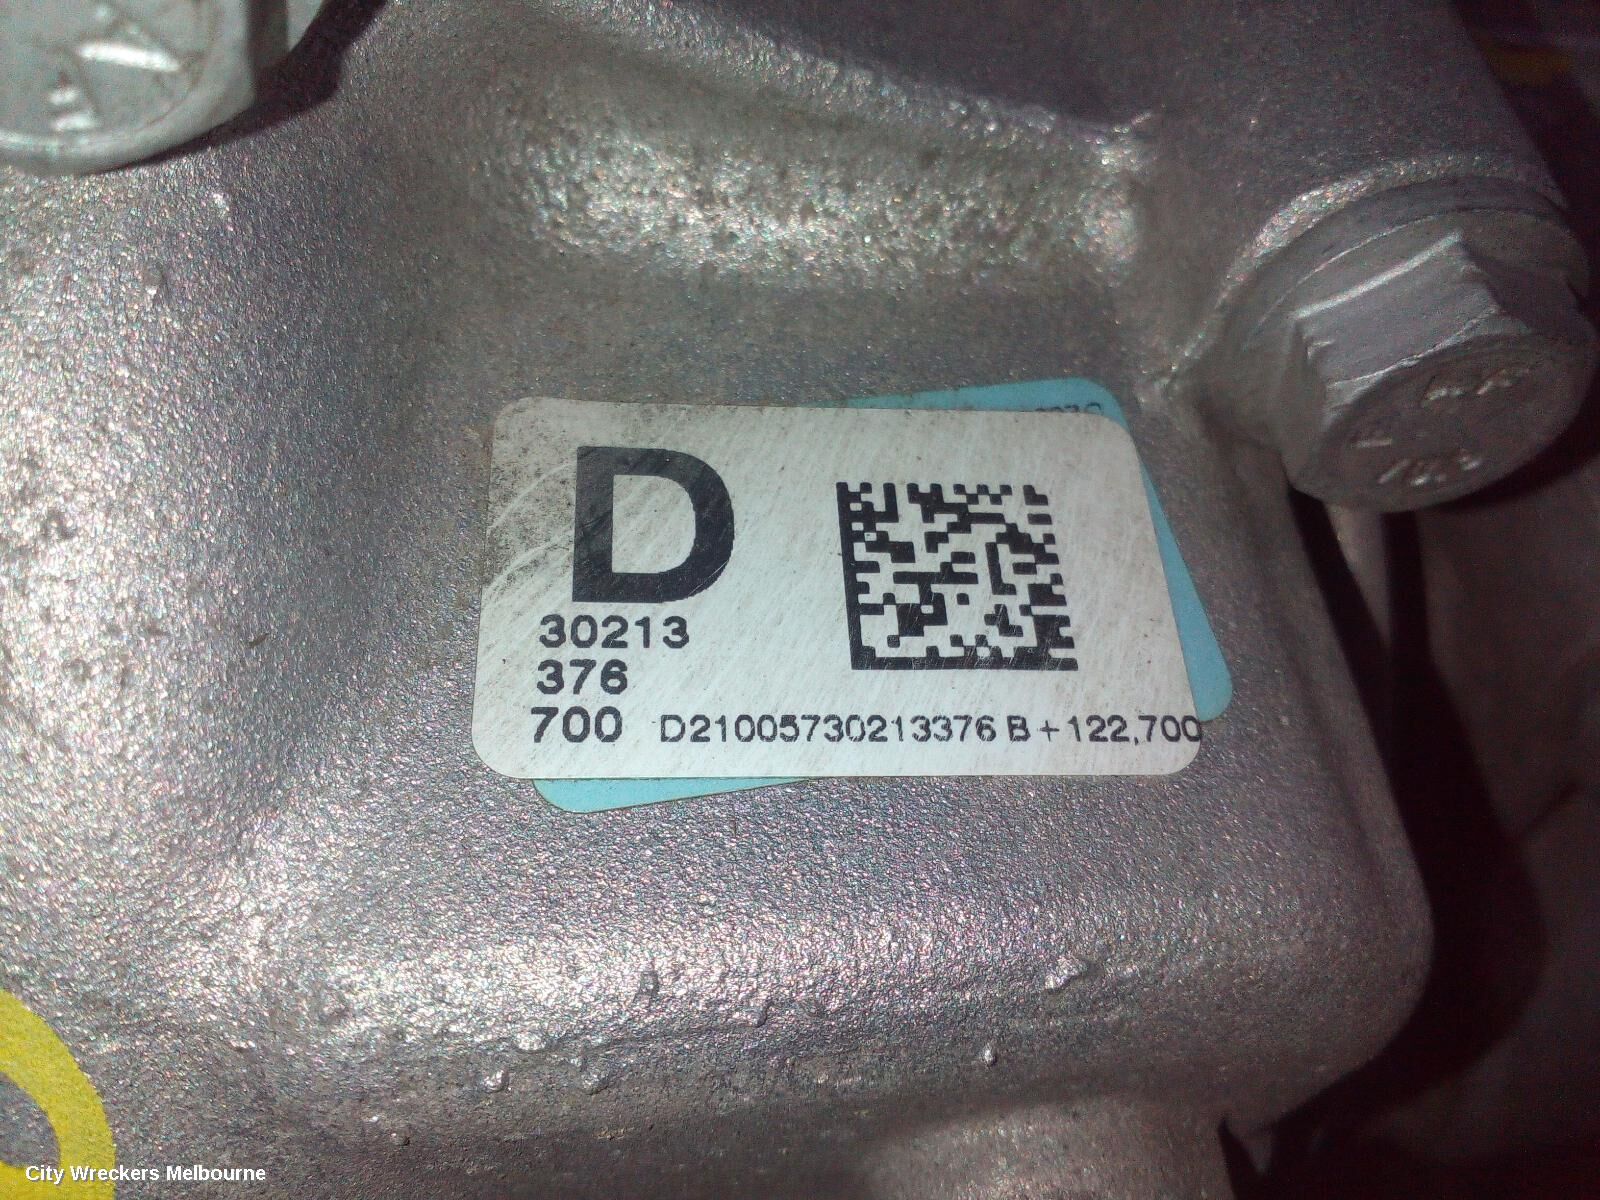 D
30213
376
700 D21005730213376 B + 122,700
City Wreckers Melbourne